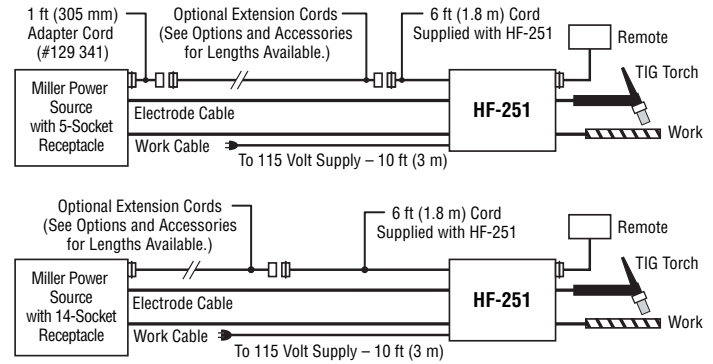 1 ft (305 mm)
Adapter Cord
(#129 341)
Optional Extension Cords
(See Options and Accessories
for Lengths Available.)
6 ft (1.8 m) Cord
Supplied with HF-251
Remote
TIG Torch
Miller Power
Source
with 5-Socket
Receptacle
Electrode Cable
HF-251
Work Cable
Work
To 115 Volt Supply – 10 ft (3 m)
Optional Extension Cords
(See Options and Accessories
for Lengths Available.)
6 ft (1.8 m) Cord
Supplied with HF-251
Remote
TIG Torch
Miller Power
Source
with 14-Socket
Receptacle
Electrode Cable
HF-251
Work Cable
Work
To 115 Volt Supply – 10 ft (3 m)